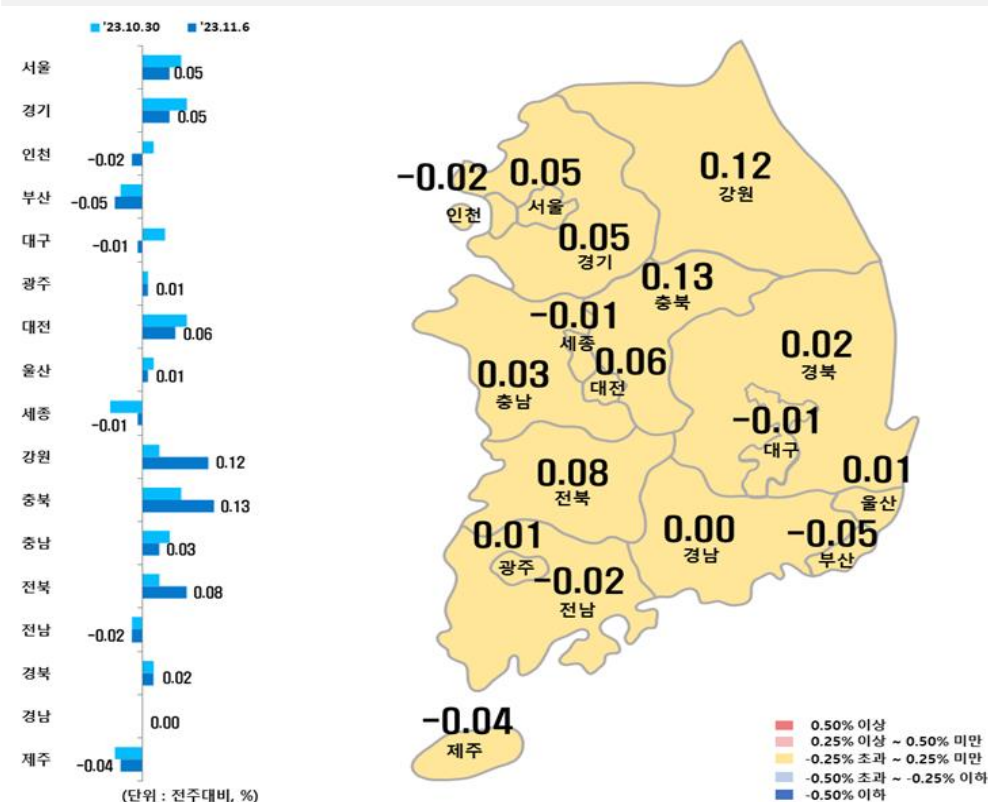 '23.10.30 '23.11.6
서울 0.05
경기 0.05
인천 -0.02
부산 -0.05
대구 -0.01
광주 0.01
대전 0.06
울산 0.01
세종 -0.01
강원 0.12
충북 0.13
충남 0.03
전북 0.08
전남 -0.02
경북 0.02
경남 0.00
제주 -0.04
(단위 : 전주대비, %)
0.12
강원
-0.02
인천
0.05
서울
0.05
경기
0.13
충북
-0.01
세종
0.06
대전
0.03
충남
0.02
경북
-0.01
대구
0.01
울산
0.08
전북
0.00
경남
-0.05
부산
0.01
광주
-0.02
전남
-0.04
제주
0.50% 이상
0.25% 이상 ~ 0.50% 미만
-0.25% 초과 ~ 0.25% 미만
-0.50% 초과 ~ -0.25% 이하
-0.50% 이하